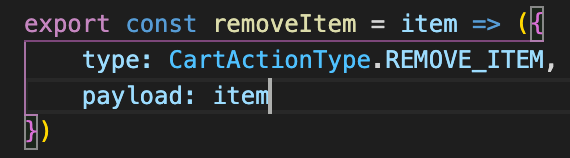 export const removeItem = item => ({
    type: CartActionType.REMOVE_ITEM,
    payload: item
})